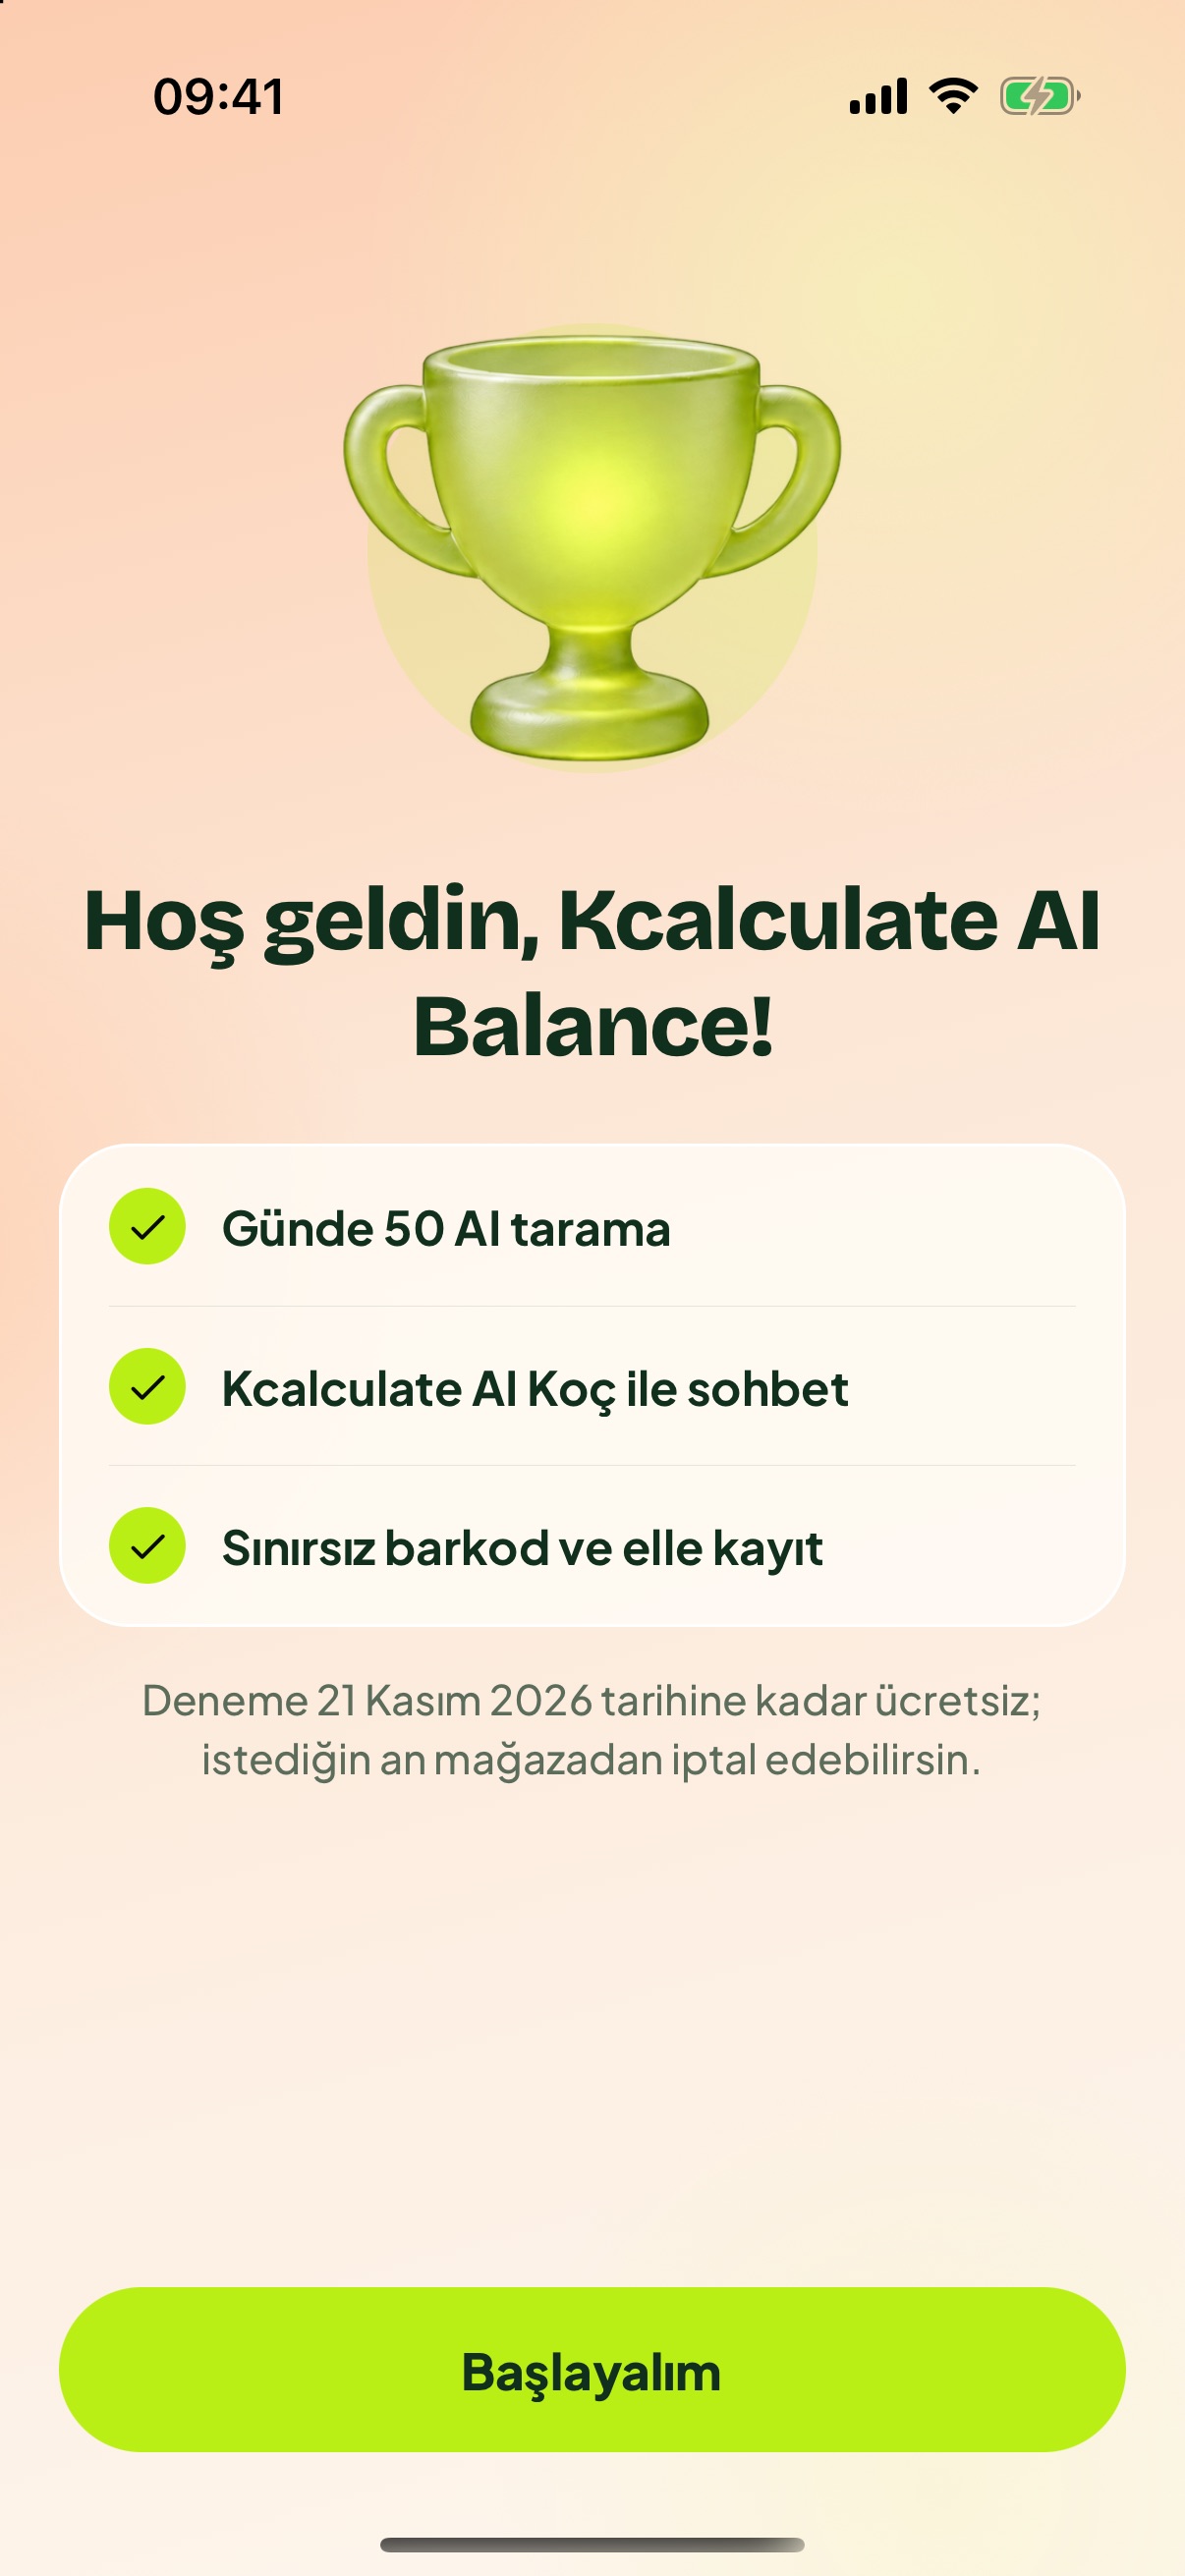 09:41
Hoş geldin, Kcalculate AI
Balance!
Günde 50 AI tarama
Kcalculate AI Koç ile sohbet
Sınırsız barkod ve elle kayıt
Deneme 21 Kasım 2026 tarihine kadar ücretsiz;
istediğin an mağazadan iptal edebilirsin.
Başlayalım